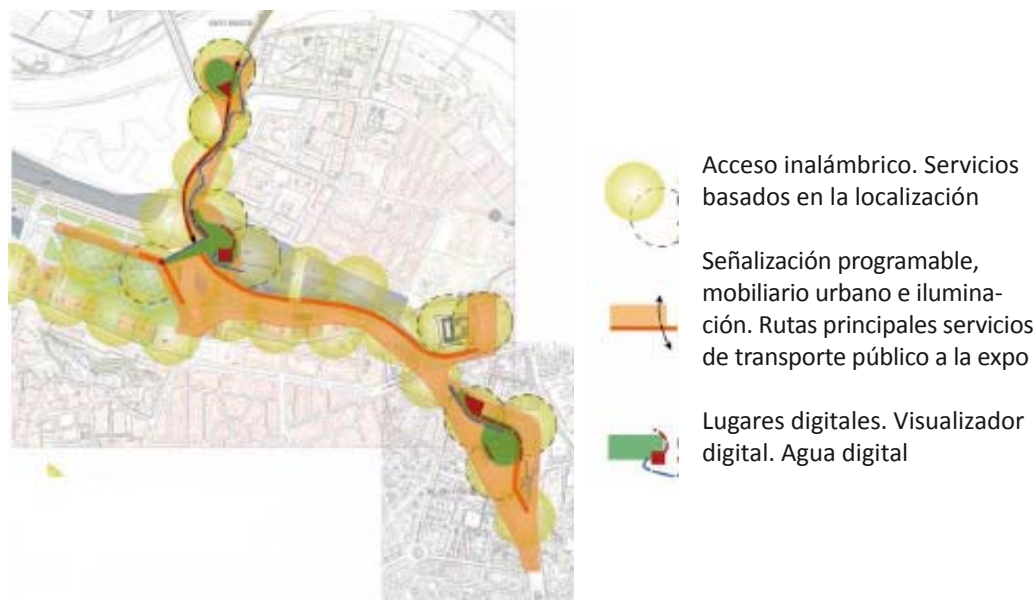 Acceso inalámbrico. Servicios
basados en la localización
Señalización programable,
mobiliario urbano e ilumina-
ción. Rutas principales servicios
de transporte público a la expo
Lugares digitales. Visualizador
digital. Agua digital